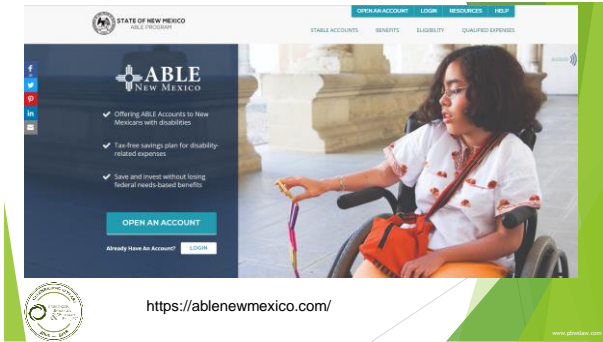 OPEN AN ACCOUNT LOGIN RESOURCES HELP
STATE OF NEW MEXICO
ABLE PROGRAM
STABLE ACCOUNTS BENEFITS ELIGIBILITY QUALIFIED EXPENSES
ABLE
NEW MEXICO
Offering ABLE Accounts to New
Mexicans with disabilities
Tax-free savings plan for disability-
related expenses
Save and invest without losing
federal needs-based benefits
OPEN AN ACCOUNT
Already Have An Account? LOGIN
https://ablenewmexico.com/